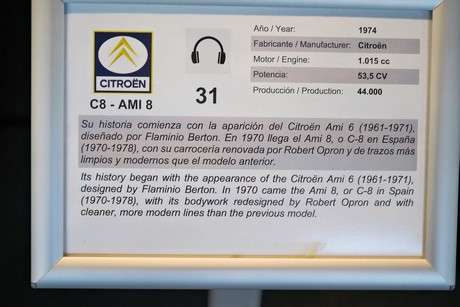 CITROËN
C8 - AMI 8
31
Año / Year: 1974
Fabricante / Manufacturer: Citroën
Motor / Engine: 1.015 cc
Potencia: 53,5 CV
Producción / Production: 44.000
Su historia comienza con la aparición del Citroën Ami 6 (1961-1971),
diseñado por Flaminio Berton. En 1970 llega el Ami 8, o C-8 en España
(1970-1978), con su carrocería renovada por Robert Opron y de trazos más
limpios y modernos que el modelo anterior.
Its history began with the appearance of the Citroën Ami 6 (1961-1971),
designed by Flaminio Berton. In 1970 came the Ami 8, or C-8 in Spain
(1970-1978), with its bodywork redesigned by Robert Opron and with
cleaner, more modern lines than the previous model.